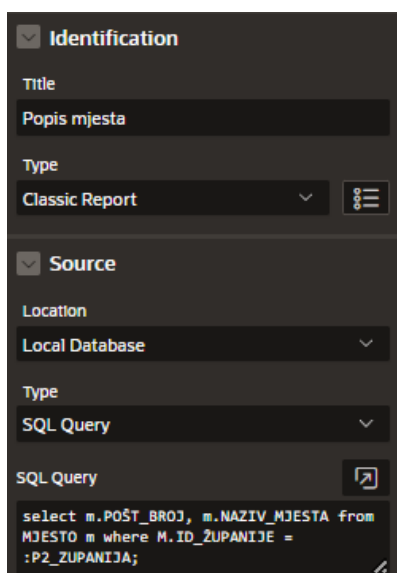 Identification
Title
Popis mjesta
Type
Classic Report
Source
Location
Local Database
Type
SQL Query
SQL Query
select m.POŠT_BROJ, m.NAZIV_MJESTA from
MJESTO m where M.ID_ŽUPANIJE =
:P2_ZUPANIJA;